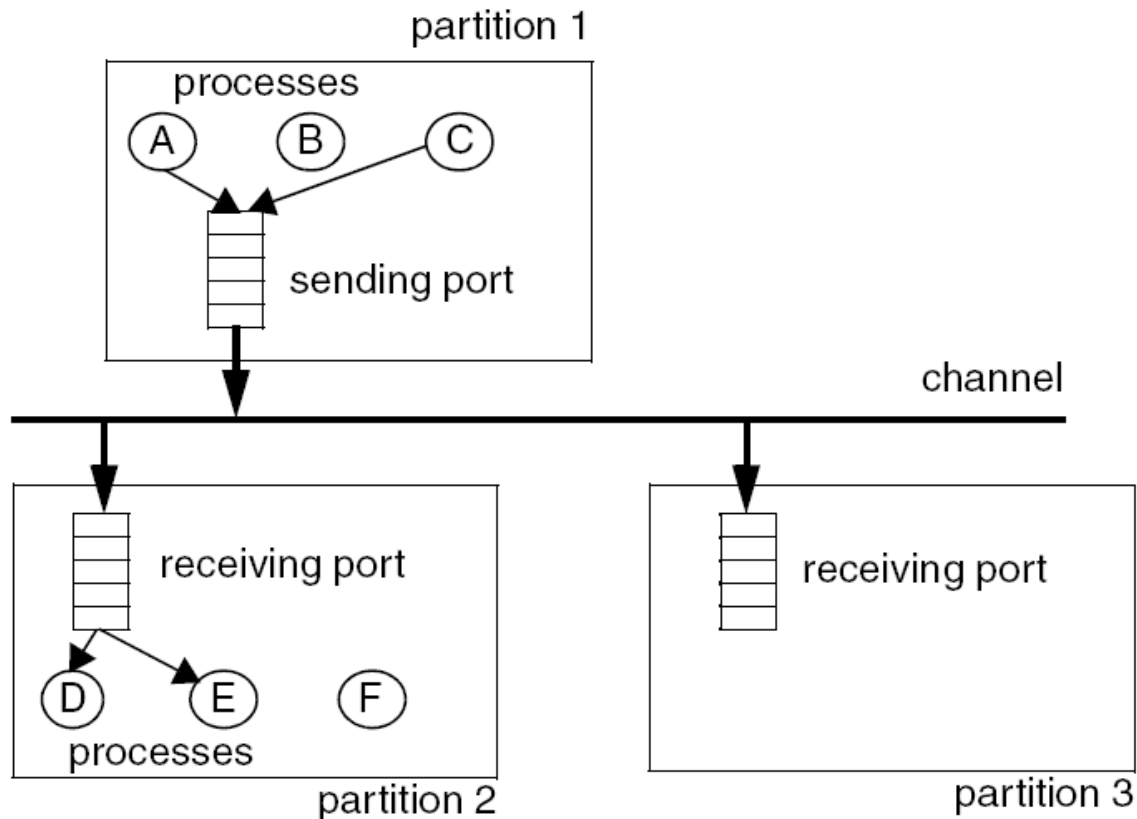 partition 1
processes
A B C
sending port
channel
receiving port
receiving port
D E F
processes
partition 2
partition 3